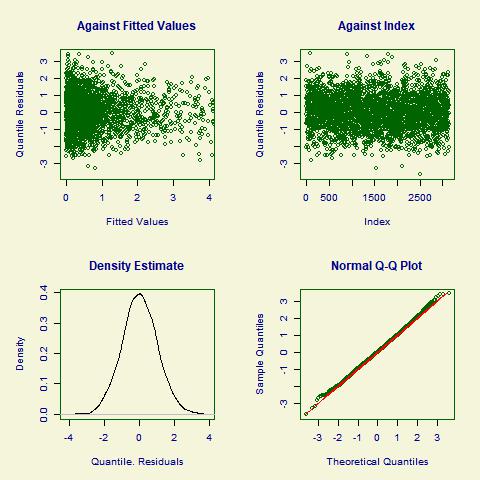 Against Fitted Values
Quantile Residuals
3
2
1
0
-1
-3
0 1 2 3 4
Fitted Values
Against Index
Quantile Residuals
3
2
1
0
-1
-3
0 500 1500 2500
Index
Density Estimate
Density
0.4
0.3
0.2
0.1
0.0
-4 -2 0 2 4
Quantile. Residuals
Normal Q-Q Plot
Sample Quantiles
3
2
1
0
-1
-3
-3 -2 -1 0 1 2 3
Theoretical Quantiles